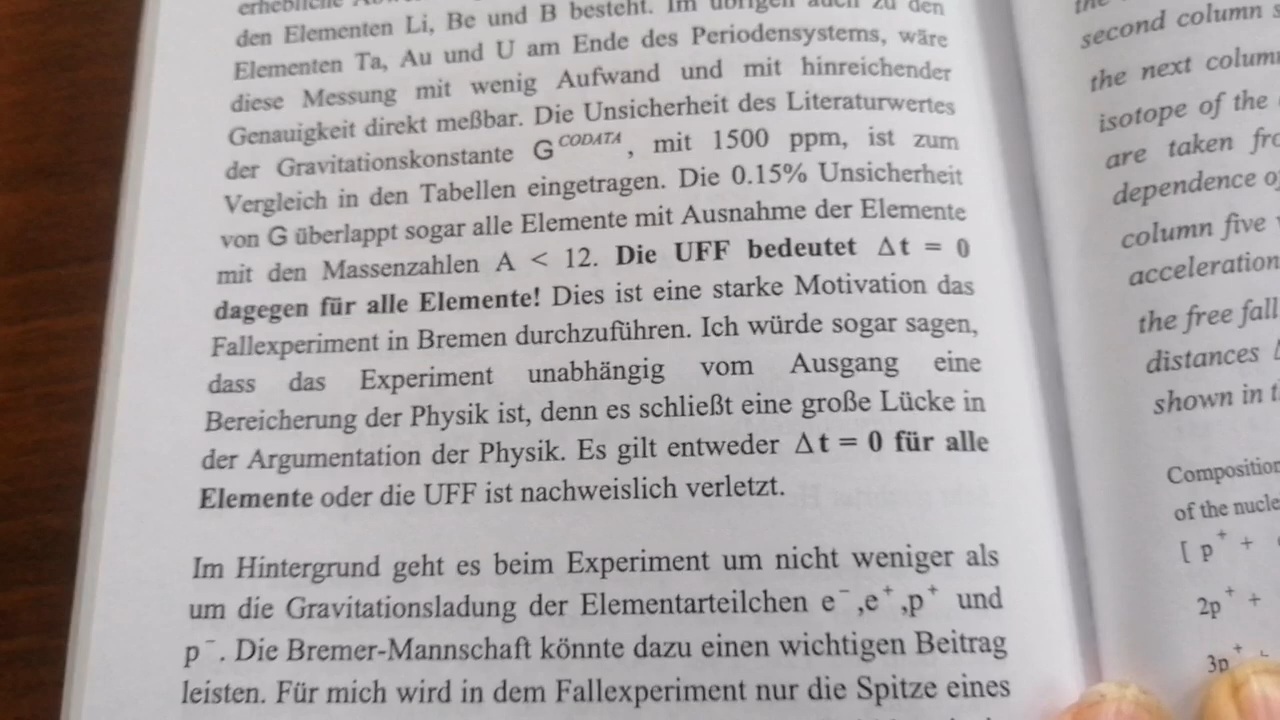 den Elementen Li, Be und B besteht. Im übrigen auch zu den
Elementen Ta, Au und U am Ende des Periodensystems, wäre
diese Messung mit wenig Aufwand und mit hinreichender
Genauigkeit direkt meßbar. Die Unsicherheit des Literaturwertes
der Gravitationskonstante G^CODATA, mit 1500 ppm, ist zum
Vergleich in den Tabellen eingetragen. Die 0.15% Unsicherheit
von G überlappt sogar alle Elemente mit Ausnahme der Elemente
mit den Massenzahlen A < 12. Die UFF bedeutet Δt = 0
dagegen für alle Elemente! Dies ist eine starke Motivation das
Fallexperiment in Bremen durchzuführen. Ich würde sogar sagen,
dass das Experiment unabhängig vom Ausgang eine
Bereicherung der Physik ist, denn es schließt eine große Lücke in
der Argumentation der Physik. Es gilt entweder Δt = 0 für alle
Elemente oder die UFF ist nachweislich verletzt.
Im Hintergrund geht es beim Experiment um nicht weniger als
um die Gravitationsladung der Elementarteilchen e⁻,e⁺,p⁺ und
p⁻. Die Bremer-Mannschaft könnte dazu einen wichtigen Beitrag
leisten. Für mich wird in dem Fallexperiment nur die Spitze eines
second column
the next
isotope of the
are taken
dependence
column five
acceleration
the free fall
distances
shown in
Composition
of the
[ p⁺ +
2p⁺ +
3p⁺